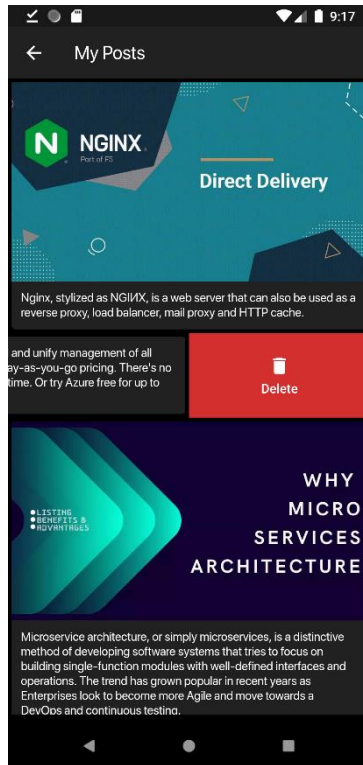 9:17
My Posts
NGINX
Part of F5
Direct Delivery
Nginx, stylized as NGIИX, is a web server that can also be used as a
reverse proxy, load balancer, mail proxy and HTTP cache.
and unify management of all
ay-as-you-go pricing. There's no
time. Or try Azure free for up to
Delete
LISTING
BENEFITS &
ADVANTAGES
WHY
MICRO
SERVICES
ARCHITECTURE
Microservice architecture, or simply microservices, is a distinctive
method of developing software systems that tries to focus on
building single-function modules with well-defined interfaces and
operations. The trend has grown popular in recent years as
Enterprises look to become more Agile and move towards a
DevOps and continuous testing.